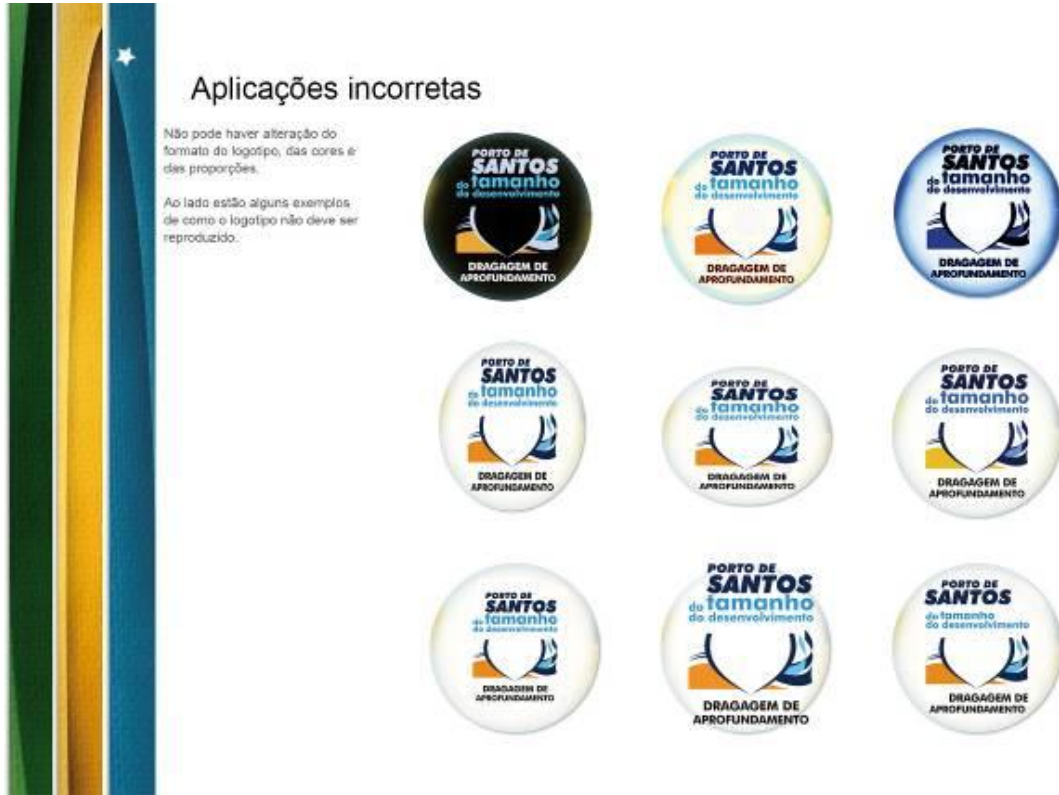 Aplicações incorretas
Não pode haver alteração do
formato do logotipo, das cores e
das proporções.
Ao lado estão alguns exemplos
de como o logotipo não deve ser
reproduzido.
PORTO DE
SANTOS
do tamanho
do desenvolvimento
DRAGAGEM DE
APROFUNDAMENTO
PORTO DE
SANTOS
do tamanho
do desenvolvimento
DRAGAGEM DE
APROFUNDAMENTO
PORTO DE
SANTOS
do tamanho
do desenvolvimento
DRAGAGEM DE
APROFUNDAMENTO
PORTO DE
SANTOS
do tamanho
do desenvolvimento
DRAGAGEM DE
APROFUNDAMENTO
PORTO DE
SANTOS
do tamanho
do desenvolvimento
DRAGAGEM DE
APROFUNDAMENTO
PORTO DE
SANTOS
do tamanho
do desenvolvimento
DRAGAGEM DE
APROFUNDAMENTO
PORTO DE
SANTOS
do tamanho
do desenvolvimento
DRAGAGEM DE
APROFUNDAMENTO
PORTO DE
SANTOS
do tamanho
do desenvolvimento
DRAGAGEM DE
APROFUNDAMENTO
PORTO DE
SANTOS
do tamanho
do desenvolvimento
DRAGAGEM DE
APROFUNDAMENTO